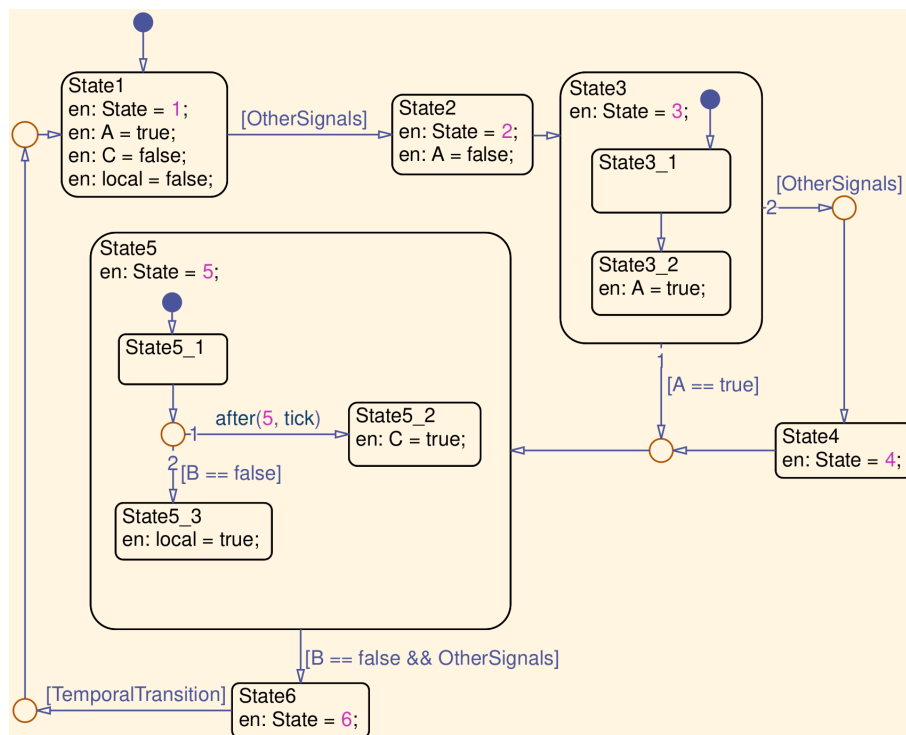 State1
en: State = 1;
en: A = true;
en: C = false;
en: local = false;
[OtherSignals]
State2
en: State = 2;
en: A = false;
State3
en: State = 3;
State3_1
State3_2
en: A = true;
2
[OtherSignals]
1
[A == true]
State4
en: State = 4;
State5
en: State = 5;
State5_1
1
after(5, tick)
State5_2
en: C = true;
2
[B == false]
State5_3
en: local = true;
[B == false && OtherSignals]
State6
en: State = 6;
[TemporalTransition]